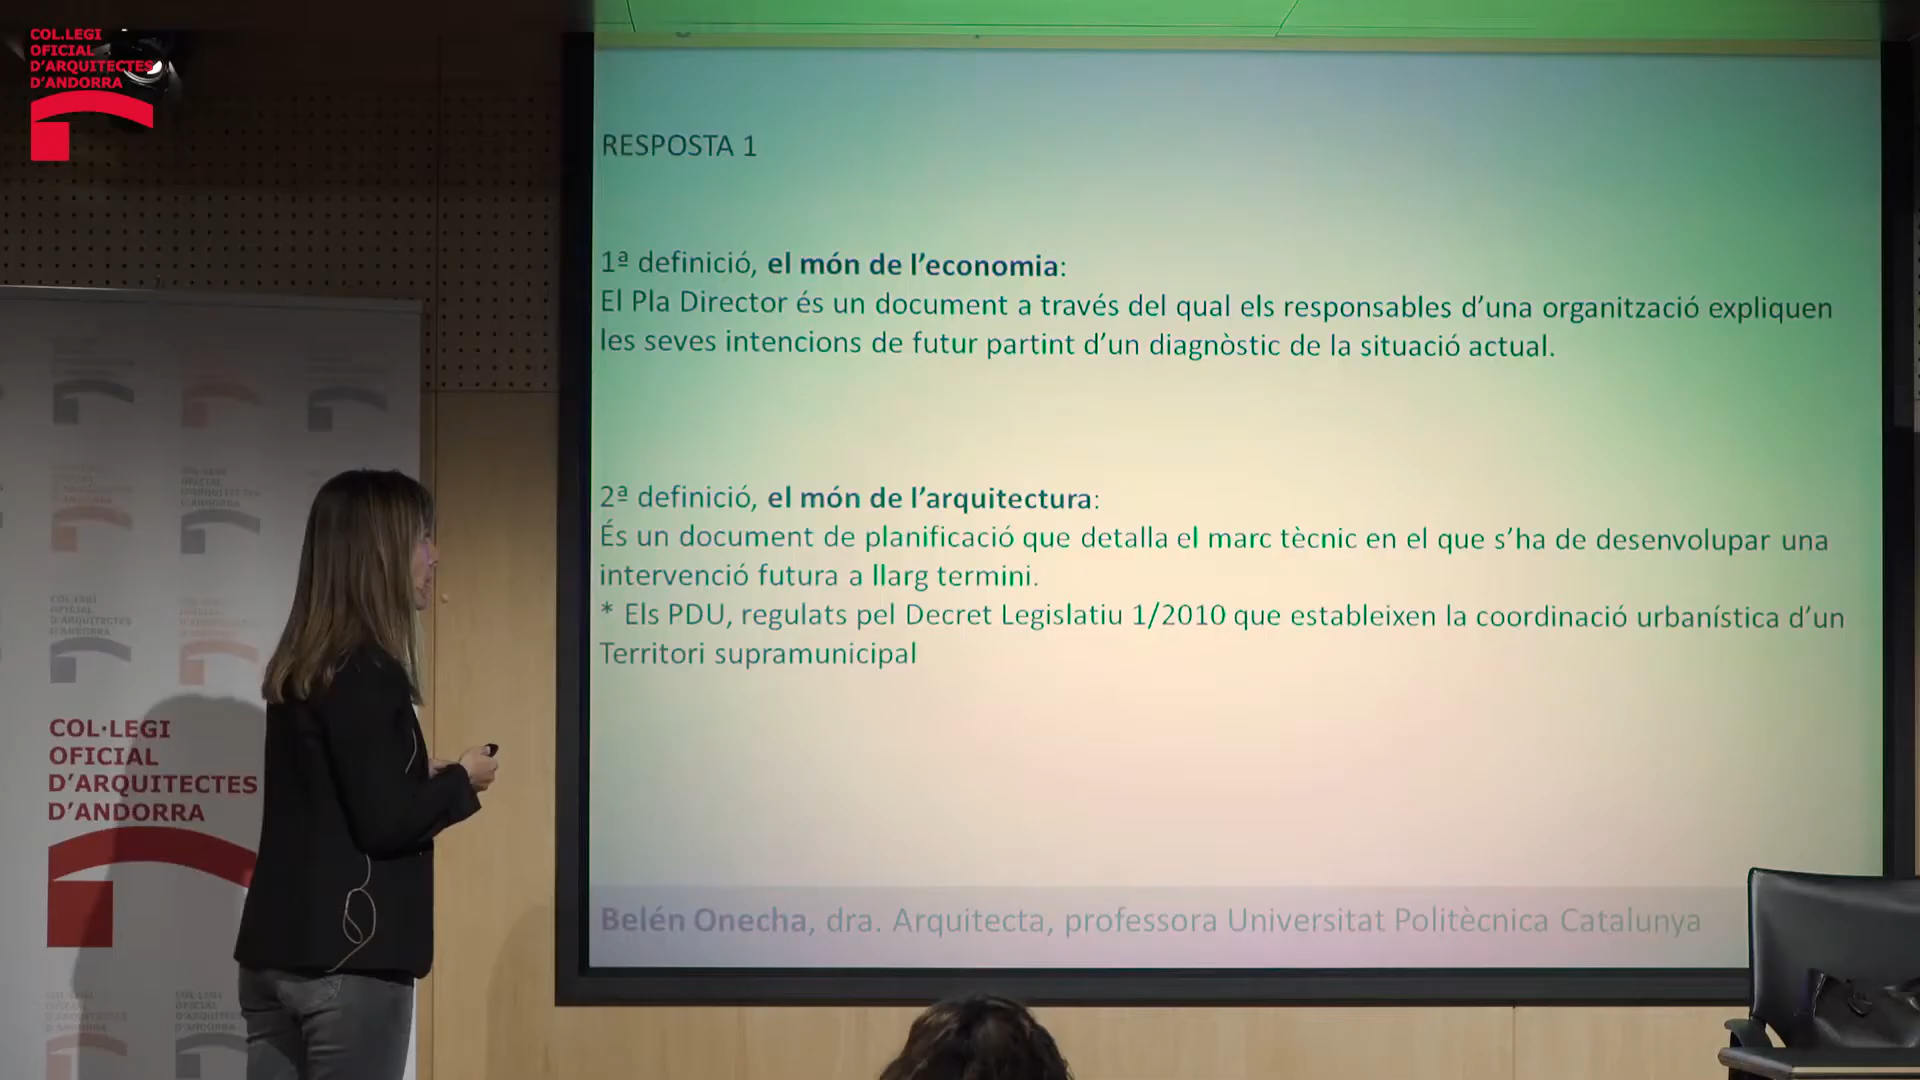 COL.LEGI
OFICIAL
D'ARQUITECTES
D'ANDORRA
RESPOSTA 1
1ª definició, el món de l'economia:
El Pla Director és un document a través del qual els responsables d'una organització expliquen
les seves intencions de futur partint d'un diagnòstic de la situació actual.
2ª definició, el món de l'arquitectura:
És un document de planificació que detalla el marc tècnic en el que s'ha de desenvolupar una
intervenció futura a llarg termini.
* Els PDU, regulats pel Decret Legislatiu 1/2010 que estableixen la coordinació urbanística d'un
Territori supramunicipal
Belén Onecha, dra. Arquitecta, professora Universitat Politècnica Catalunya
COL·LEGI
OFICIAL
D'ARQUITECTES
D'ANDORRA